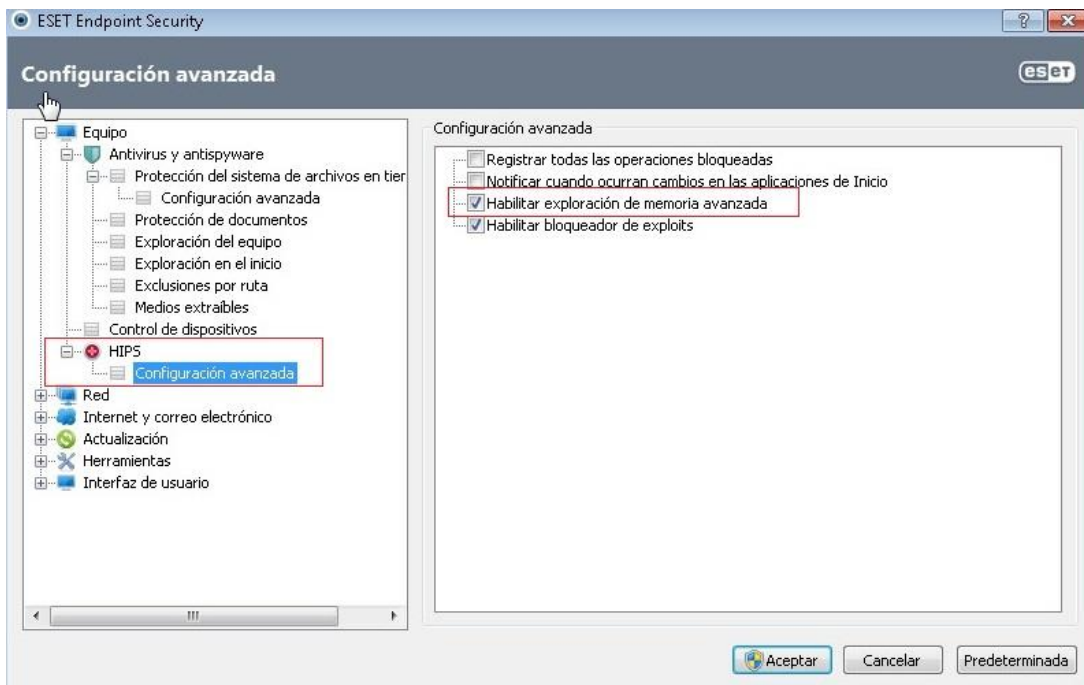 ESET Endpoint Security
Configuración avanzada
eseT
Equipo
Antivirus y antispyware
Protección del sistema de archivos en tier
Configuración avanzada
Protección de documentos
Exploración del equipo
Exploración en el inicio
Exclusiones por ruta
Medios extraíbles
Control de dispositivos
HIPS
Configuración avanzada
Red
Internet y correo electrónico
Actualización
Herramientas
Interfaz de usuario
Configuración avanzada
Registrar todas las operaciones bloqueadas
Notificar cuando ocurran cambios en las aplicaciones de Inicio
Habilitar exploración de memoria avanzada
Habilitar bloqueador de exploits
Aceptar
Cancelar
Predeterminada